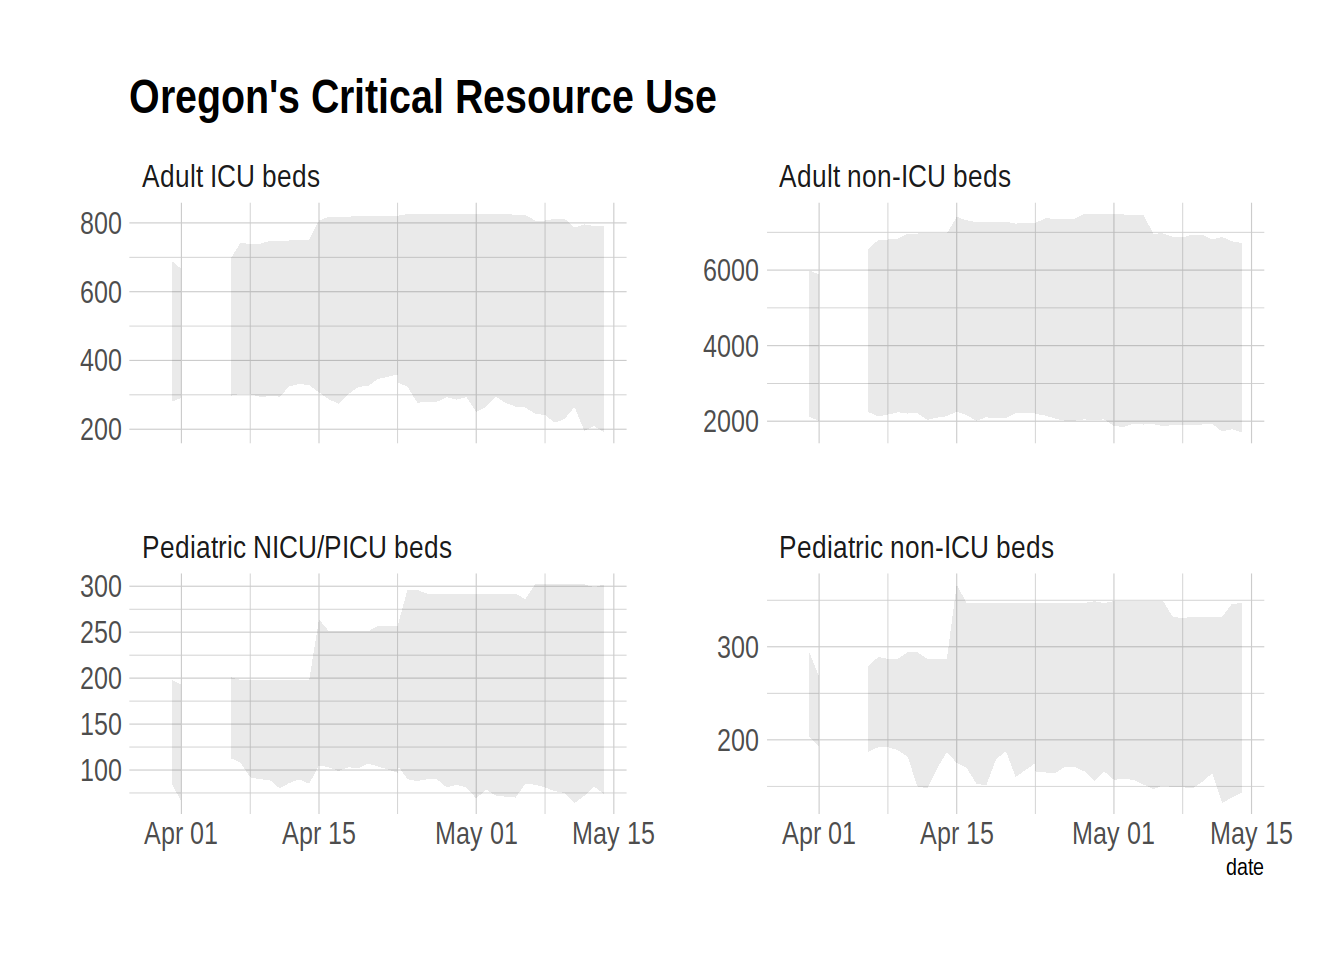 Oregon's Critical Resource Use
Adult ICU beds
800
600
400
200
Adult non-ICU beds
6000
4000
2000
Pediatric NICU/PICU beds
300
250
200
150
100
Apr 01 Apr 15 May 01 May 15
Pediatric non-ICU beds
300
200
Apr 01 Apr 15 May 01 May 15
date